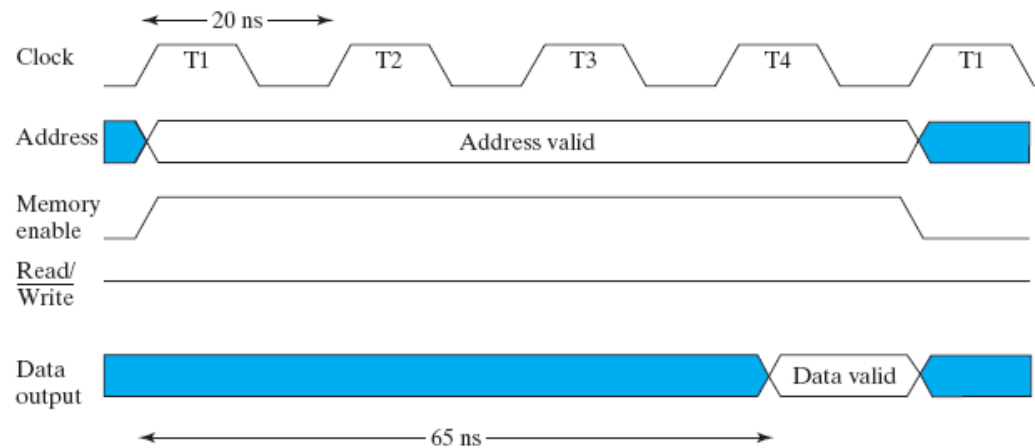 20 ns
Clock
T1 T2 T3 T4 T1
Address
Address valid
Memory
enable
Read/
Write
Data
output
Data valid
65 ns